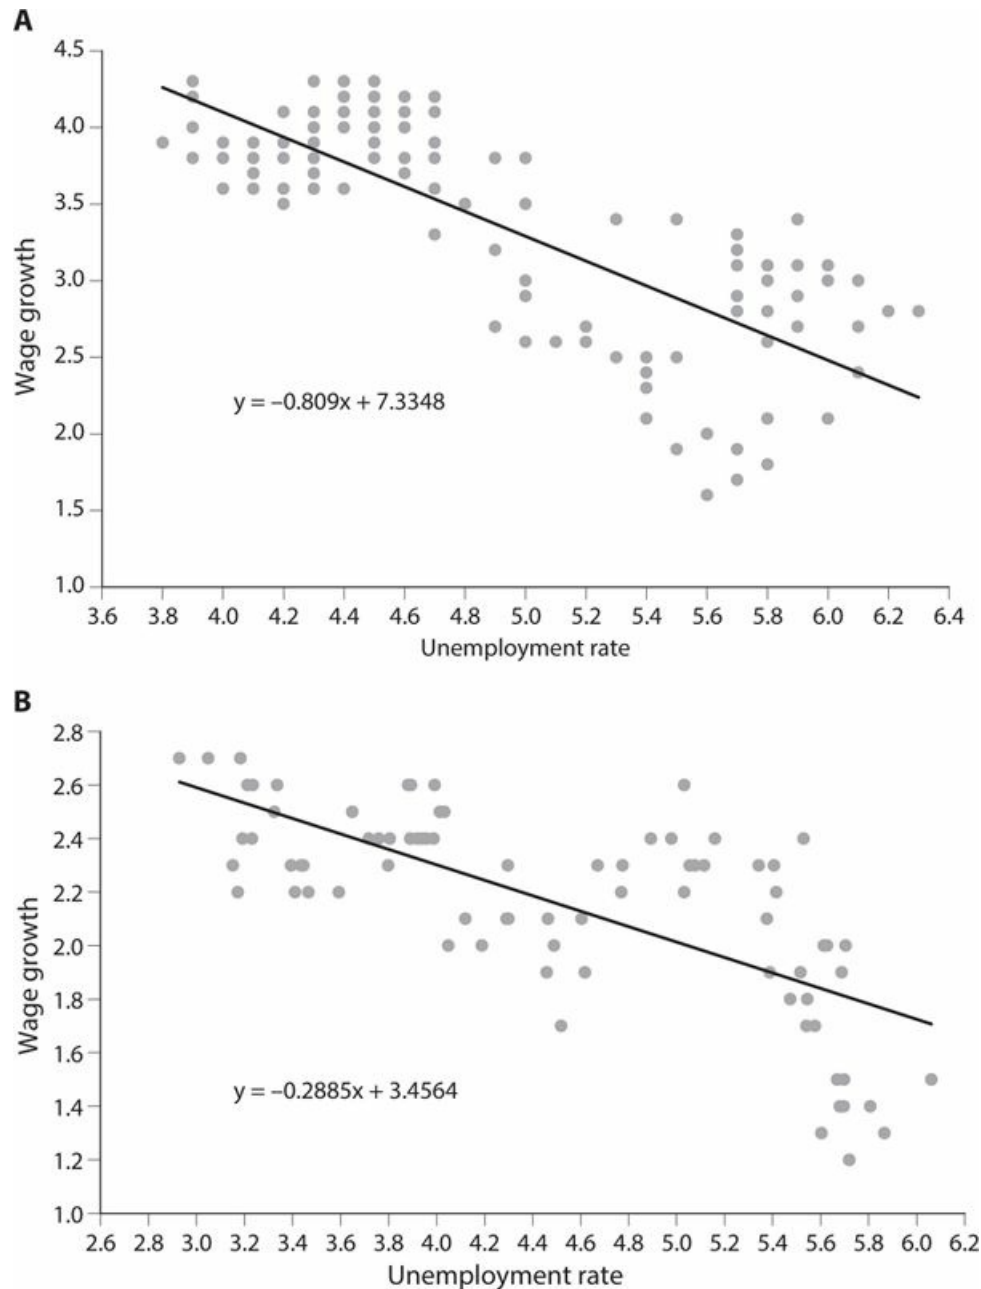 A
4.5
4.0
3.5
3.0
2.5
2.0
1.5
1.0
Wage growth
y = –0.809x + 7.3348
3.6 3.8 4.0 4.2 4.4 4.6 4.8 5.0 5.2 5.4 5.6 5.8 6.0 6.2 6.4
Unemployment rate
B
2.8
2.6
2.4
2.2
2.0
1.8
1.6
1.4
1.2
1.0
Wage growth
y = –0.2885x + 3.4564
2.6 2.8 3.0 3.2 3.4 3.6 3.8 4.0 4.2 4.4 4.6 4.8 5.0 5.2 5.4 5.6 5.8 6.0 6.2
Unemployment rate